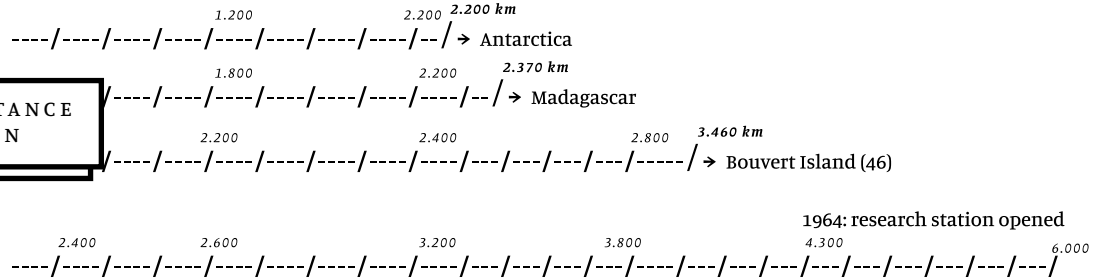 1.200 2.200 2.200 km
Antarctica
1.800 2.200 2.370 km
Madagascar
TANCE
N
2.200 2.400 2.800 3.460 km
Bouvert Island (46)
1964: research station opened
2.400 2.600 3.200 3.800 4.300 6.000